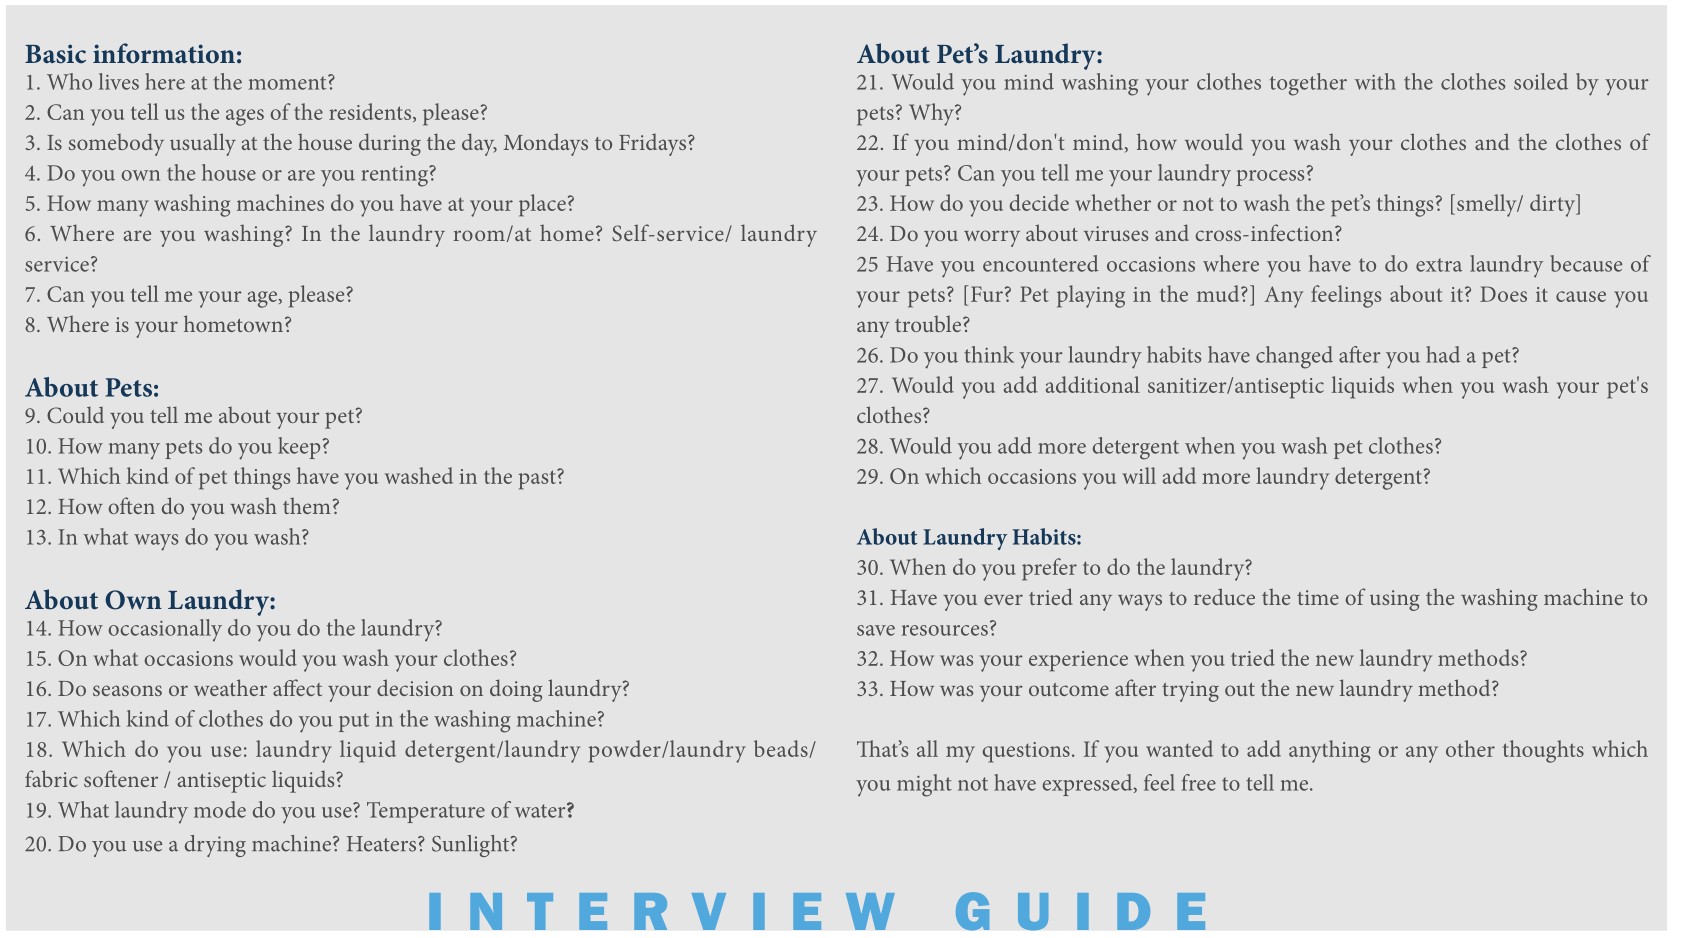 Basic information:
1. Who lives here at the moment?
2. Can you tell us the ages of the residents, please?
3. Is somebody usually at the house during the day, Mondays to Fridays?
4. Do you own the house or are you renting?
5. How many washing machines do you have at your place?
6. Where are you washing? In the laundry room/at home? Self-service/ laundry
service?
7. Can you tell me your age, please?
8. Where is your hometown?
About Pets:
9. Could you tell me about your pet?
10. How many pets do you keep?
11. Which kind of pet things have you washed in the past?
12. How often do you wash them?
13. In what ways do you wash?
About Own Laundry:
14. How occasionally do you do the laundry?
15. On what occasions would you wash your clothes?
16. Do seasons or weather affect your decision on doing laundry?
17. Which kind of clothes do you put in the washing machine?
18. Which do you use: laundry liquid detergent/laundry powder/laundry beads/
fabric softener / antiseptic liquids?
19. What laundry mode do you use? Temperature of water?
20. Do you use a drying machine? Heaters? Sunlight?
About Pet’s Laundry:
21. Would you mind washing your clothes together with the clothes soiled by your
pets? Why?
22. If you mind/don't mind, how would you wash your clothes and the clothes of
your pets? Can you tell me your laundry process?
23. How do you decide whether or not to wash the pet’s things? [smelly/ dirty]
24. Do you worry about viruses and cross-infection?
25 Have you encountered occasions where you have to do extra laundry because of
your pets? [Fur? Pet playing in the mud?] Any feelings about it? Does it cause you
any trouble?
26. Do you think your laundry habits have changed after you had a pet?
27. Would you add additional sanitizer/antiseptic liquids when you wash your pet's
clothes?
28. Would you add more detergent when you wash pet clothes?
29. On which occasions you will add more laundry detergent?
About Laundry Habits:
30. When do you prefer to do the laundry?
31. Have you ever tried any ways to reduce the time of using the washing machine to
save resources?
32. How was your experience when you tried the new laundry methods?
33. How was your outcome after trying out the new laundry method?
That’s all my questions. If you wanted to add anything or any other thoughts which
you might not have expressed, feel free to tell me.
INTERVIEW GUIDE